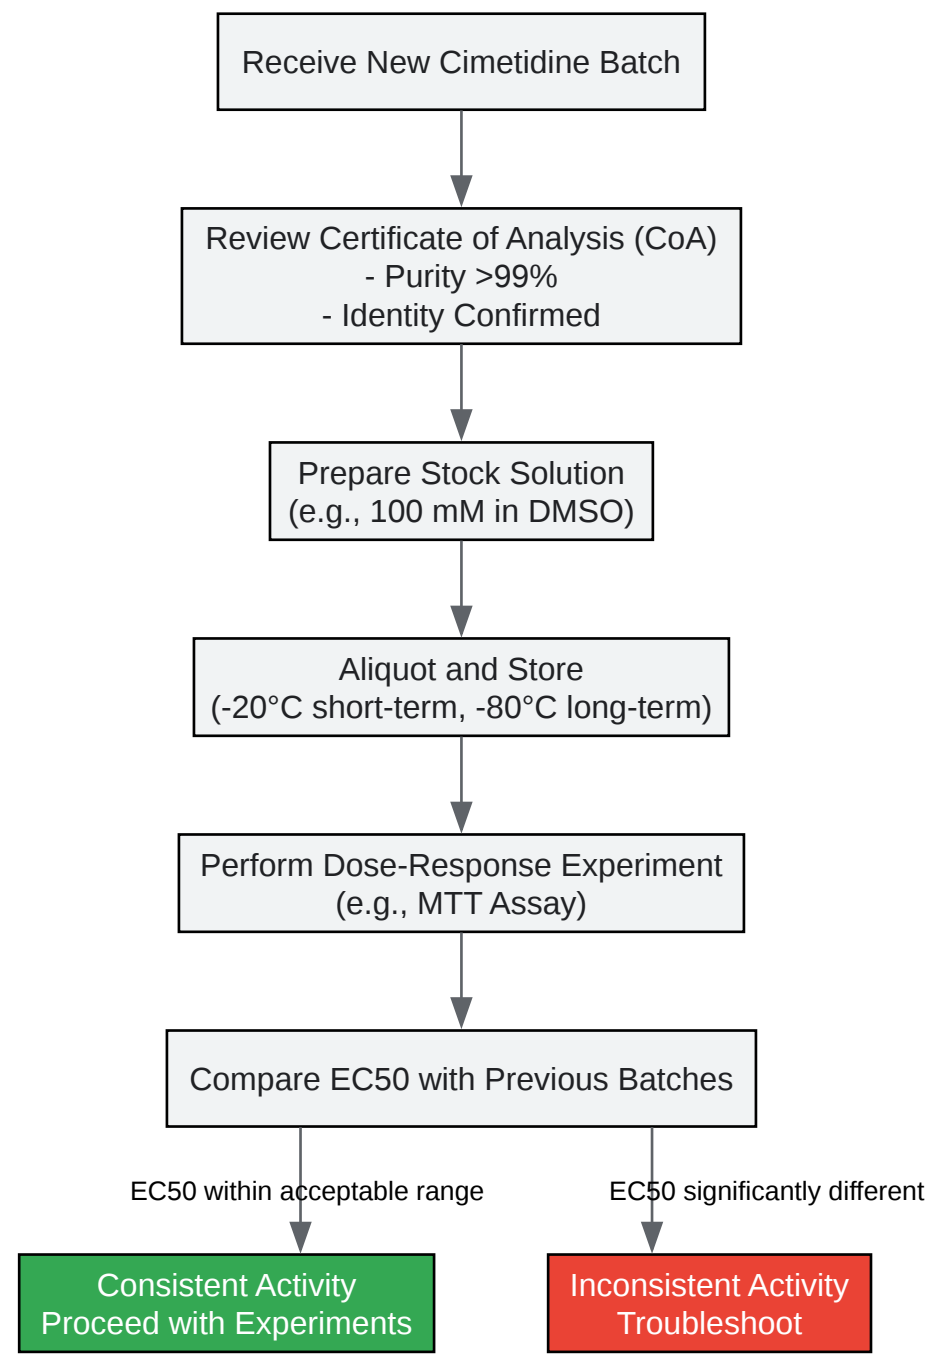 Receive New Cimetidine Batch
Review Certificate of Analysis (CoA)
- Purity >99%
- Identity Confirmed
Prepare Stock Solution
(e.g., 100 mM in DMSO)
Aliquot and Store
(-20°C short-term, -80°C long-term)
Perform Dose-Response Experiment
(e.g., MTT Assay)
Compare EC50 with Previous Batches
EC50 within acceptable range
EC50 significantly different
Consistent Activity
Proceed with Experiments
Inconsistent Activity
Troubleshoot